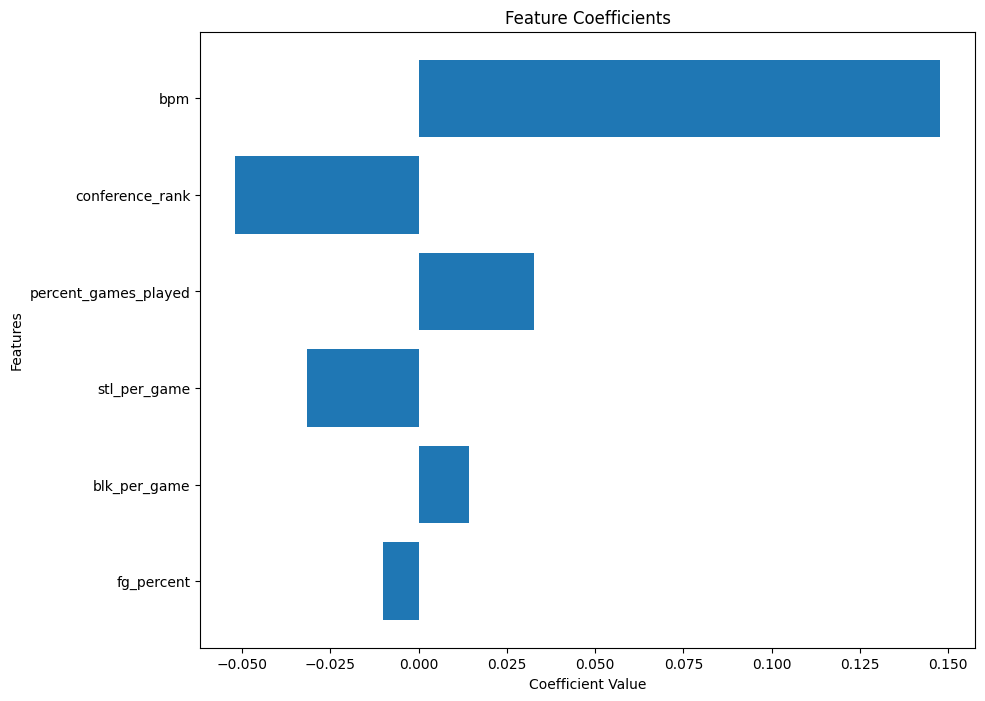 Feature Coefficients
bpm
conference_rank
percent_games_played
stl_per_game
blk_per_game
fg_percent
Features
−0.050 −0.025 0.000 0.025 0.050 0.075 0.100 0.125 0.150
Coefficient Value